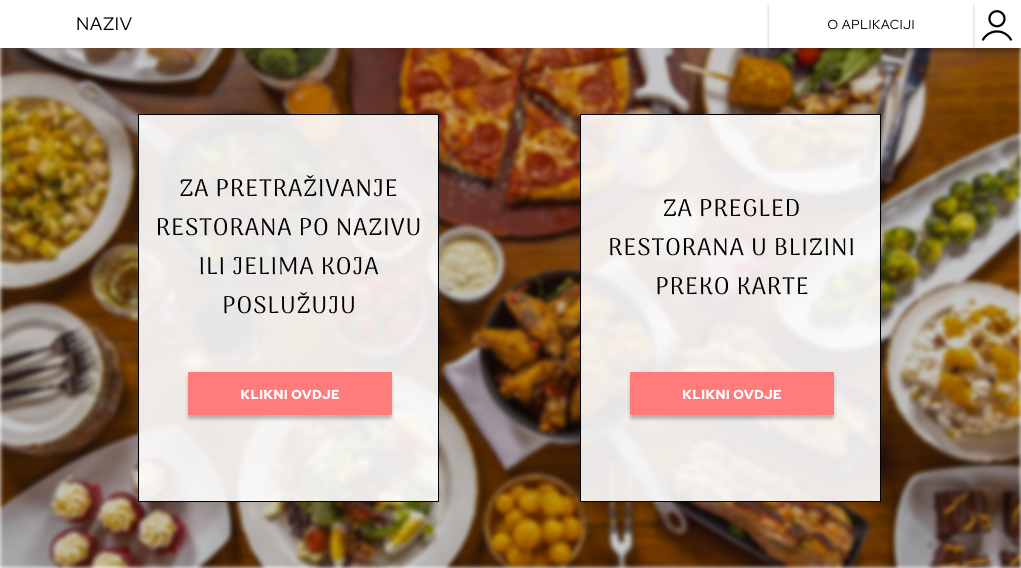 NAZIV
O APLIKACIJI
ZA PRETRAŽIVANJE
RESTORANA PO NAZIVU
ILI JELIMA KOJA
POSLUŽUJU
KLIKNI OVDJE
ZA PREGLED
RESTORANA U BLIZINI
PREKO KARTE
KLIKNI OVDJE